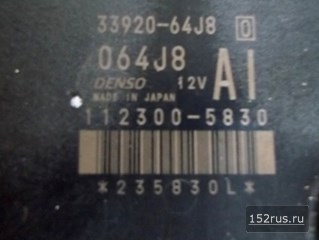 33920-64J8 0
064J8
DENSO 12V AI
MADE IN JAPAN
112300-5830
*235830L*
152rus.ru